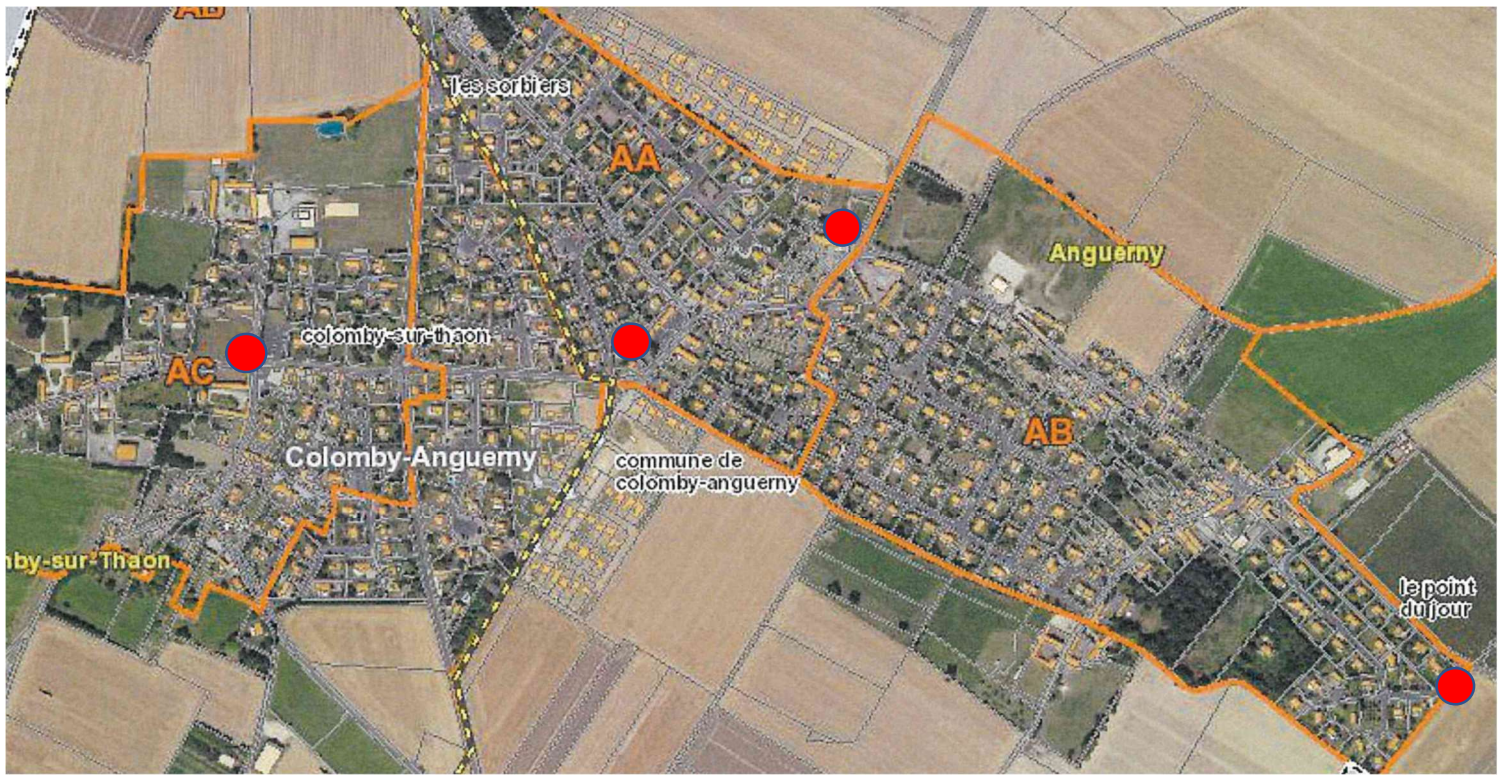 AB
les sorbiers
AA
Anguerny
colomby-sur-thaon
AC
AB
Colomby-Anguerny
commune de
colomby-anguerny
mby-sur-Thaon
le point
du jour